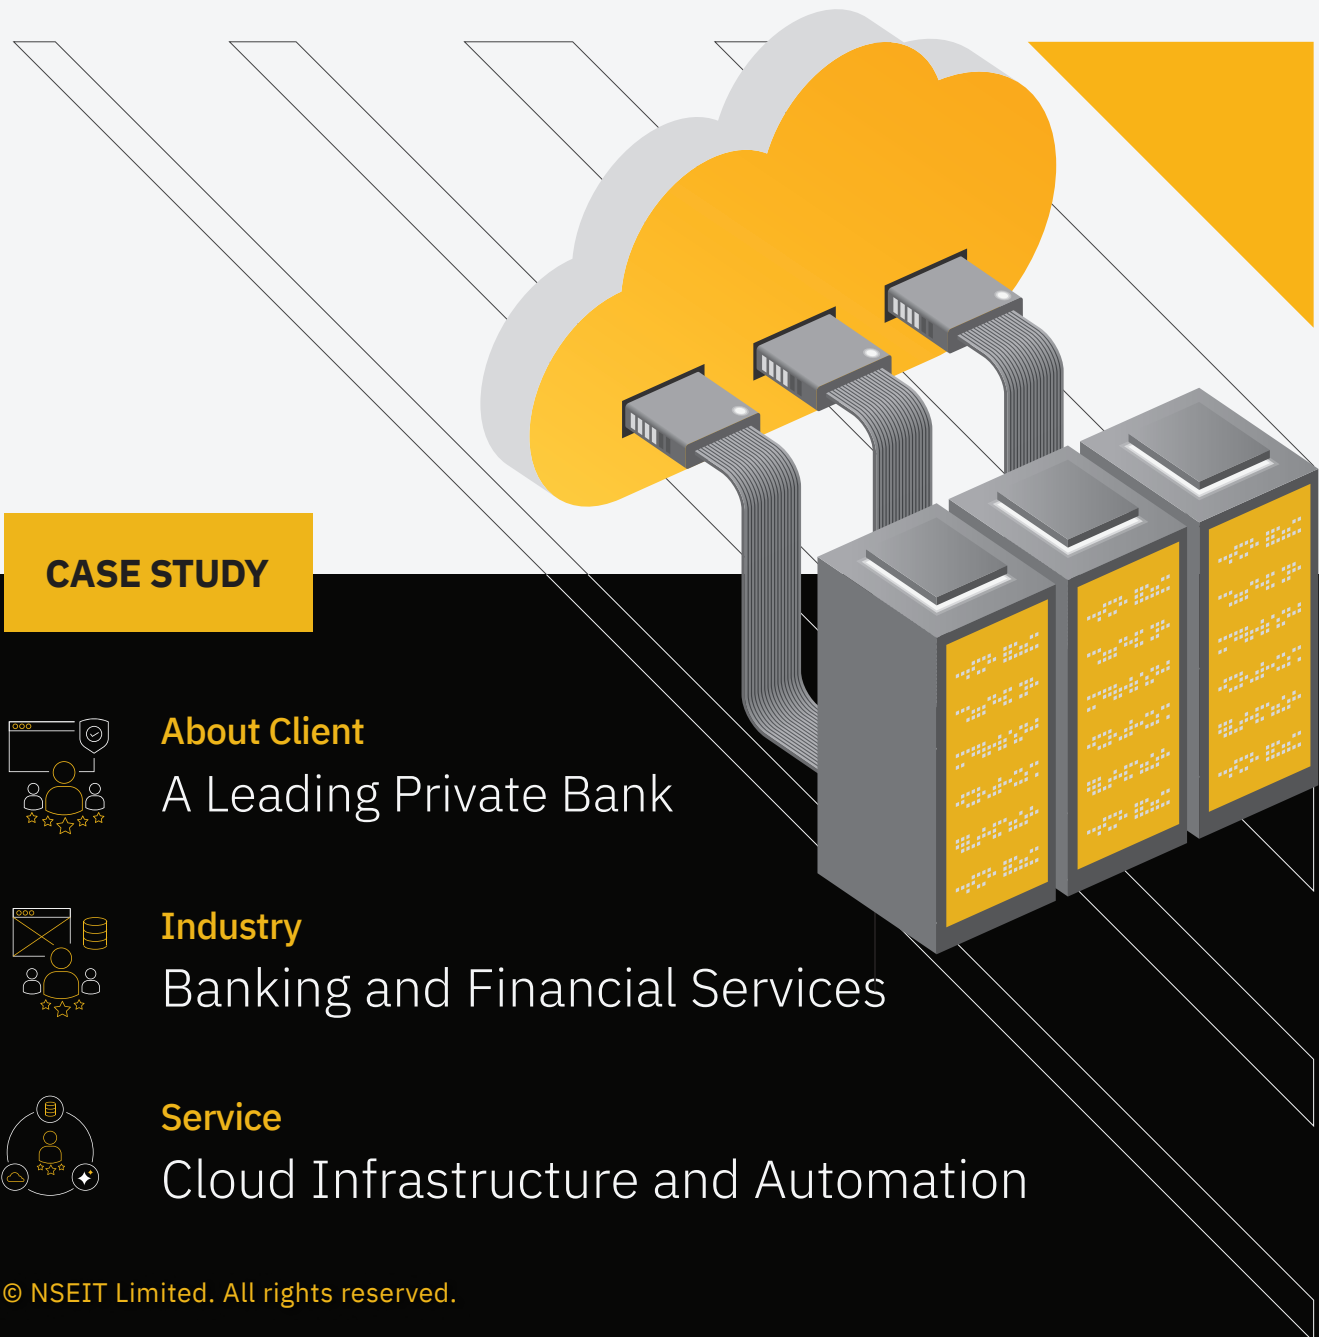 CASE STUDY
About Client
A Leading Private Bank
Industry
Banking and Financial Services
Service
Cloud Infrastructure and Automation
© NSEIT Limited. All rights reserved.